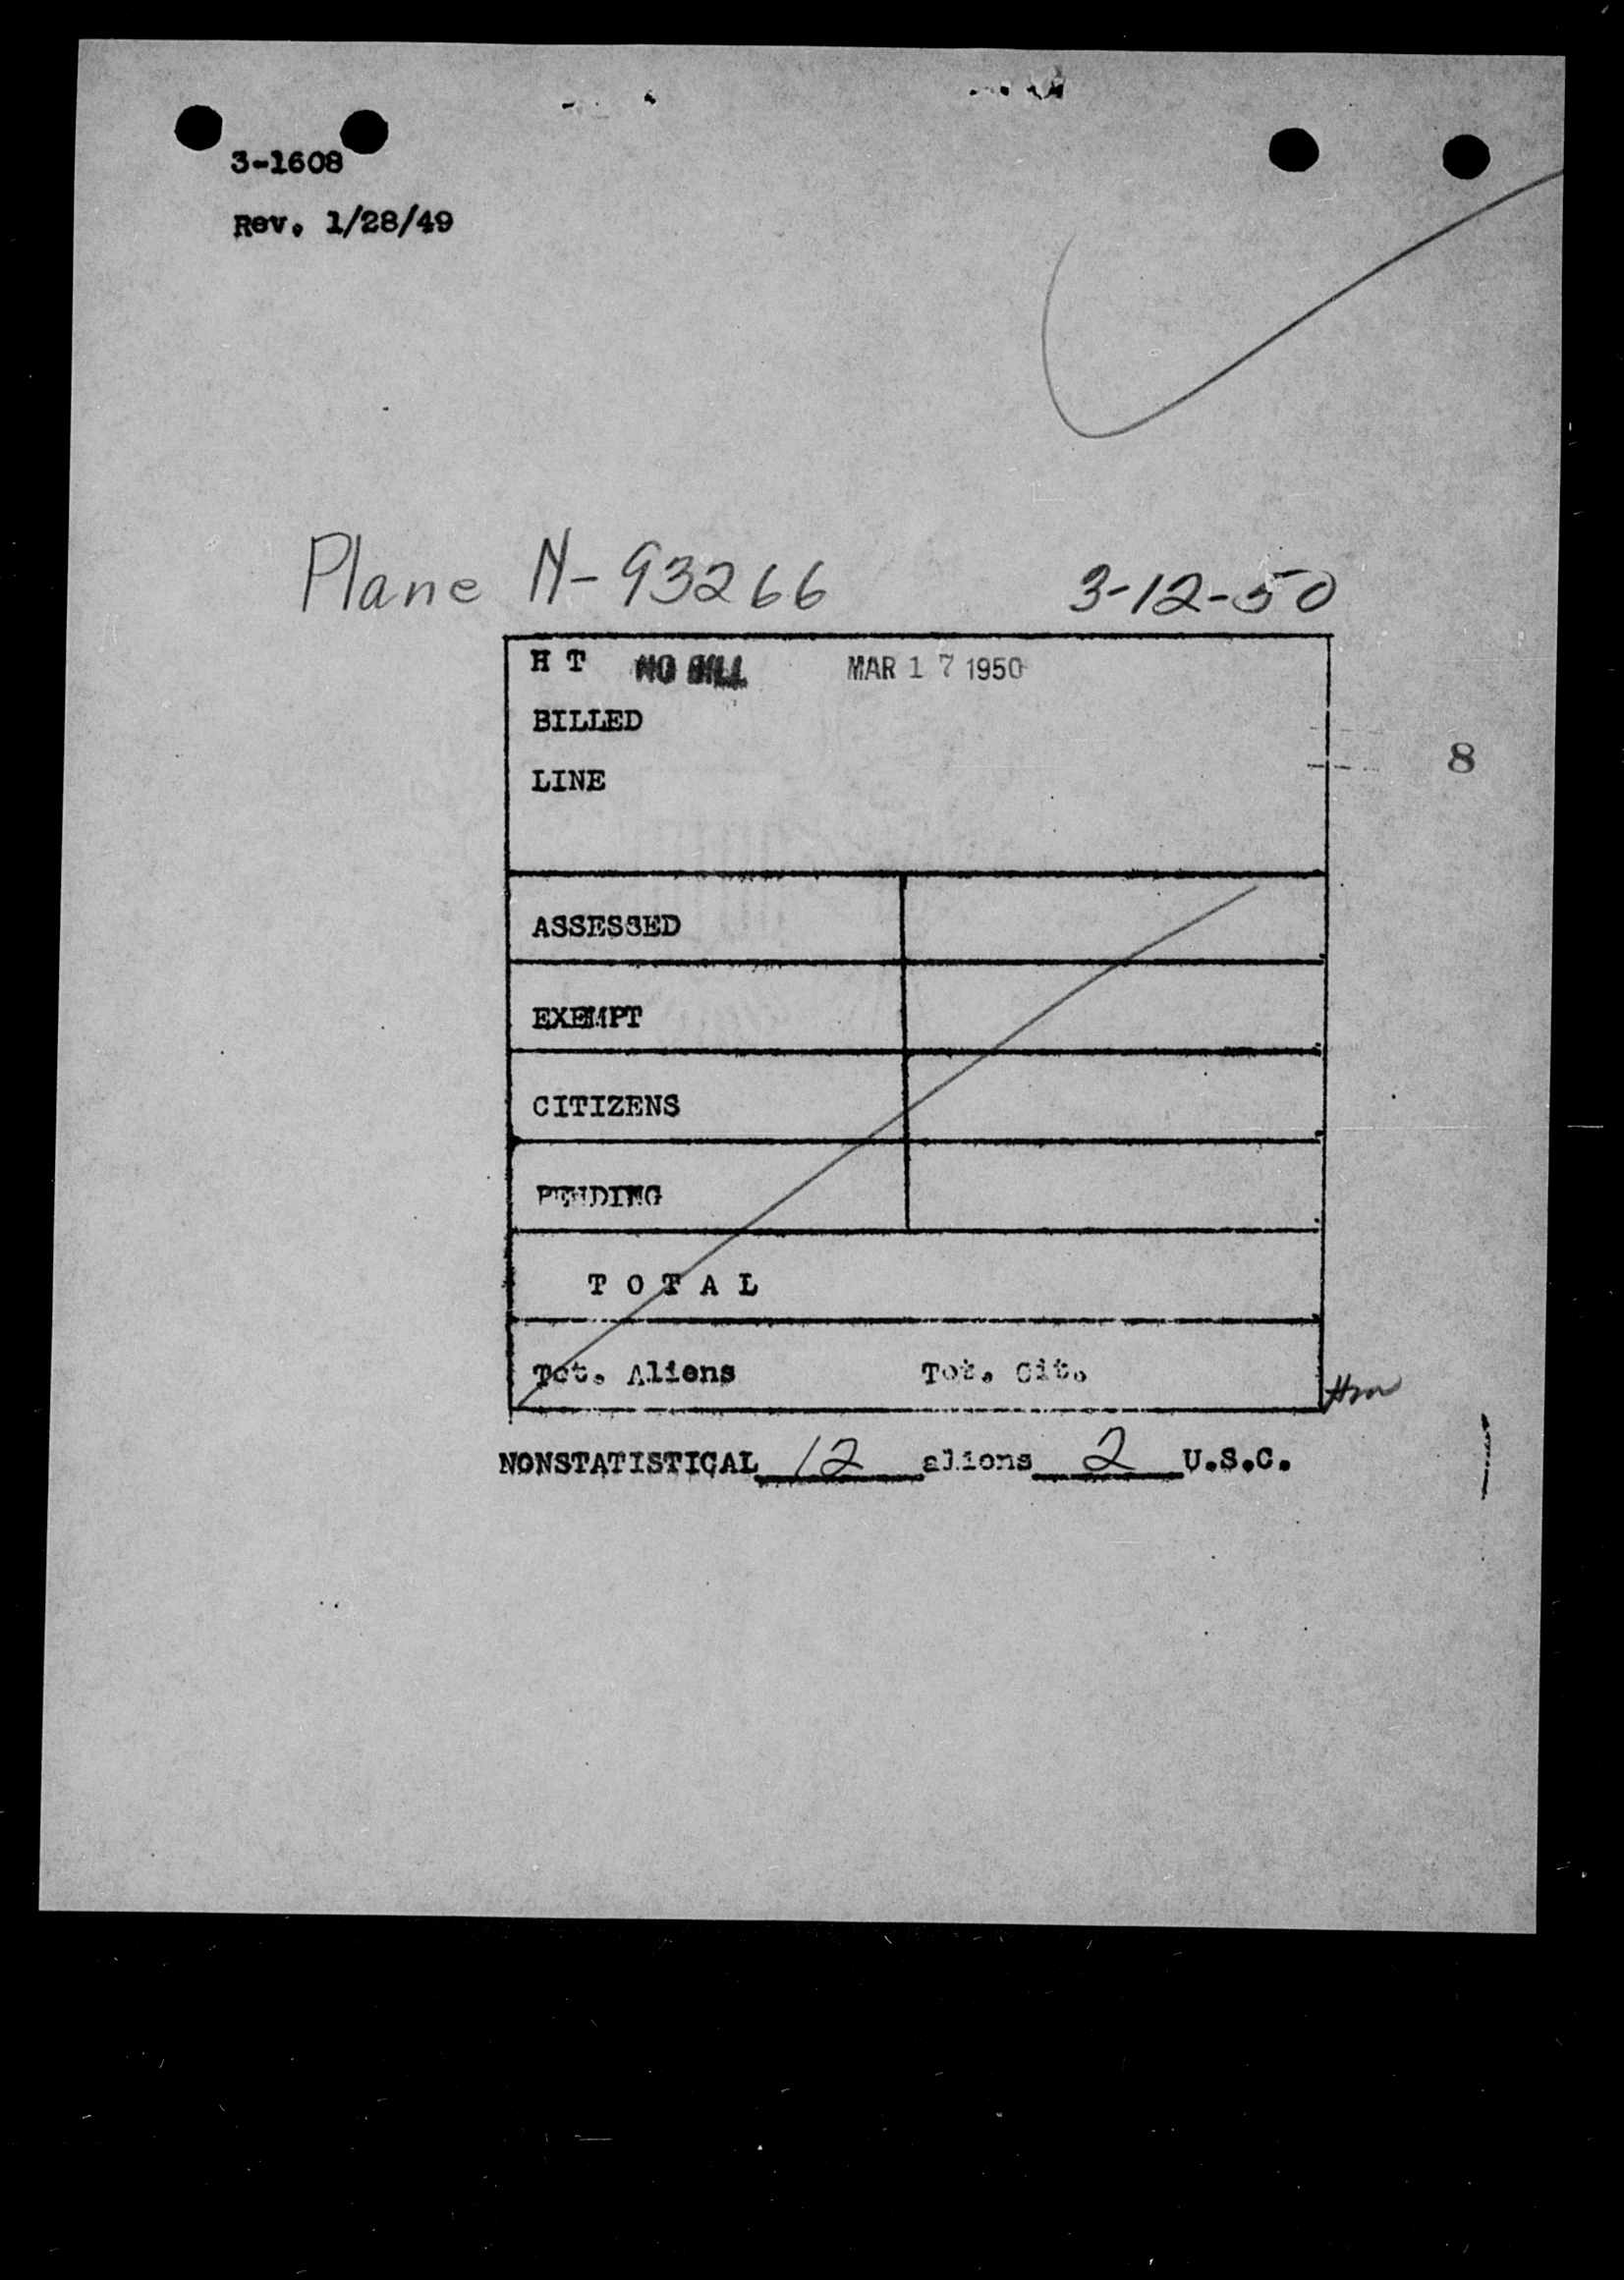 3-1608
Rev. 1/28/49
Plane N-93266 3-12-50
H T NO BILL MAR 17 1950
BILLED
LINE
8
ASSESSED
EXEMPT
CITIZENS
PENDING
T O T A L
Tot. Aliens Tot. Cit.
NONSTATISTICAL 12 aliens 2 U.S.C.